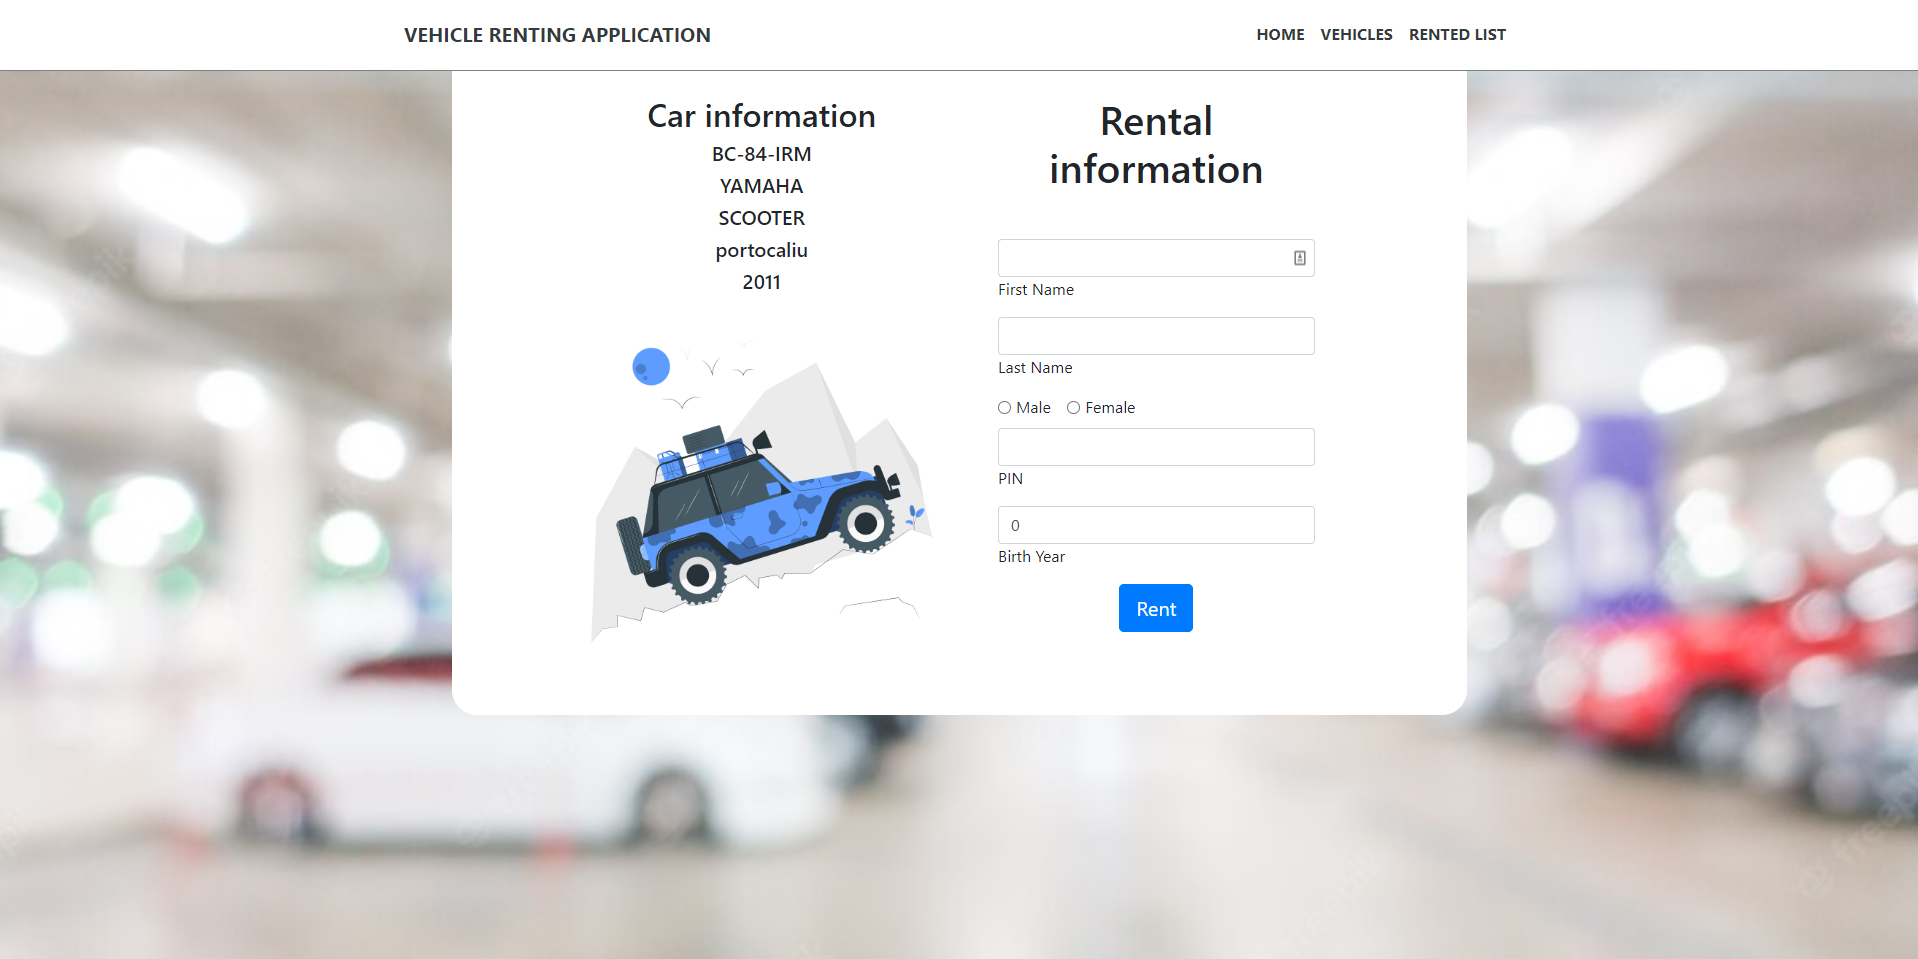 VEHICLE RENTING APPLICATION
HOME VEHICLES RENTED LIST
Car information
BC-84-IRM
YAMAHA
SCOOTER
portocaliu
2011
Rental
information
First Name
Last Name
Male Female
PIN
0
Birth Year
Rent
freepik